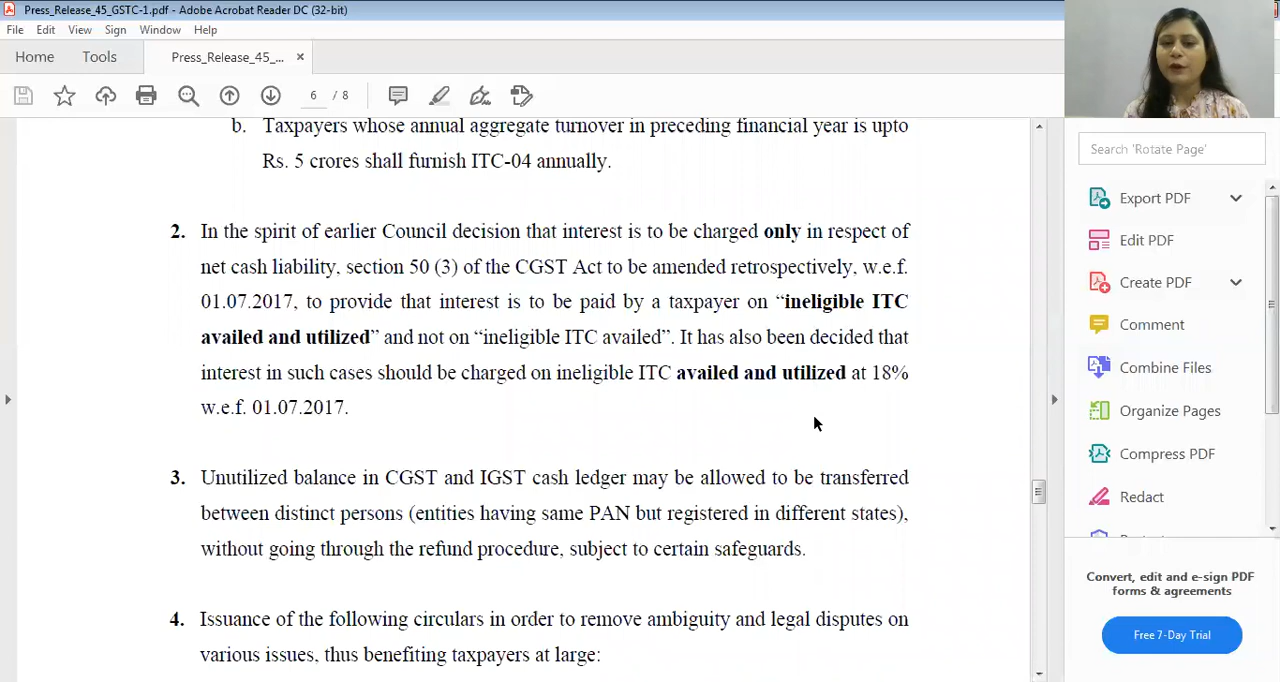 Press_Release_45_GSTC-1.pdf - Adobe Acrobat Reader DC (32-bit)
File Edit View Sign Window Help
Home Tools Press_Release_45_... ×
6 / 8
b. Taxpayers whose annual aggregate turnover in preceding financial year is upto
Rs. 5 crores shall furnish ITC-04 annually.
2. In the spirit of earlier Council decision that interest is to be charged only in respect of
net cash liability, section 50 (3) of the CGST Act to be amended retrospectively, w.e.f.
01.07.2017, to provide that interest is to be paid by a taxpayer on “ineligible ITC
availed and utilized” and not on “ineligible ITC availed”. It has also been decided that
interest in such cases should be charged on ineligible ITC availed and utilized at 18%
w.e.f. 01.07.2017.
3. Unutilized balance in CGST and IGST cash ledger may be allowed to be transferred
between distinct persons (entities having same PAN but registered in different states),
without going through the refund procedure, subject to certain safeguards.
4. Issuance of the following circulars in order to remove ambiguity and legal disputes on
various issues, thus benefiting taxpayers at large:
Search 'Rotate Page'
Export PDF
Edit PDF
Create PDF
Comment
Combine Files
Organize Pages
Compress PDF
Redact
Convert, edit and e-sign PDF
forms & agreements
Free 7-Day Trial